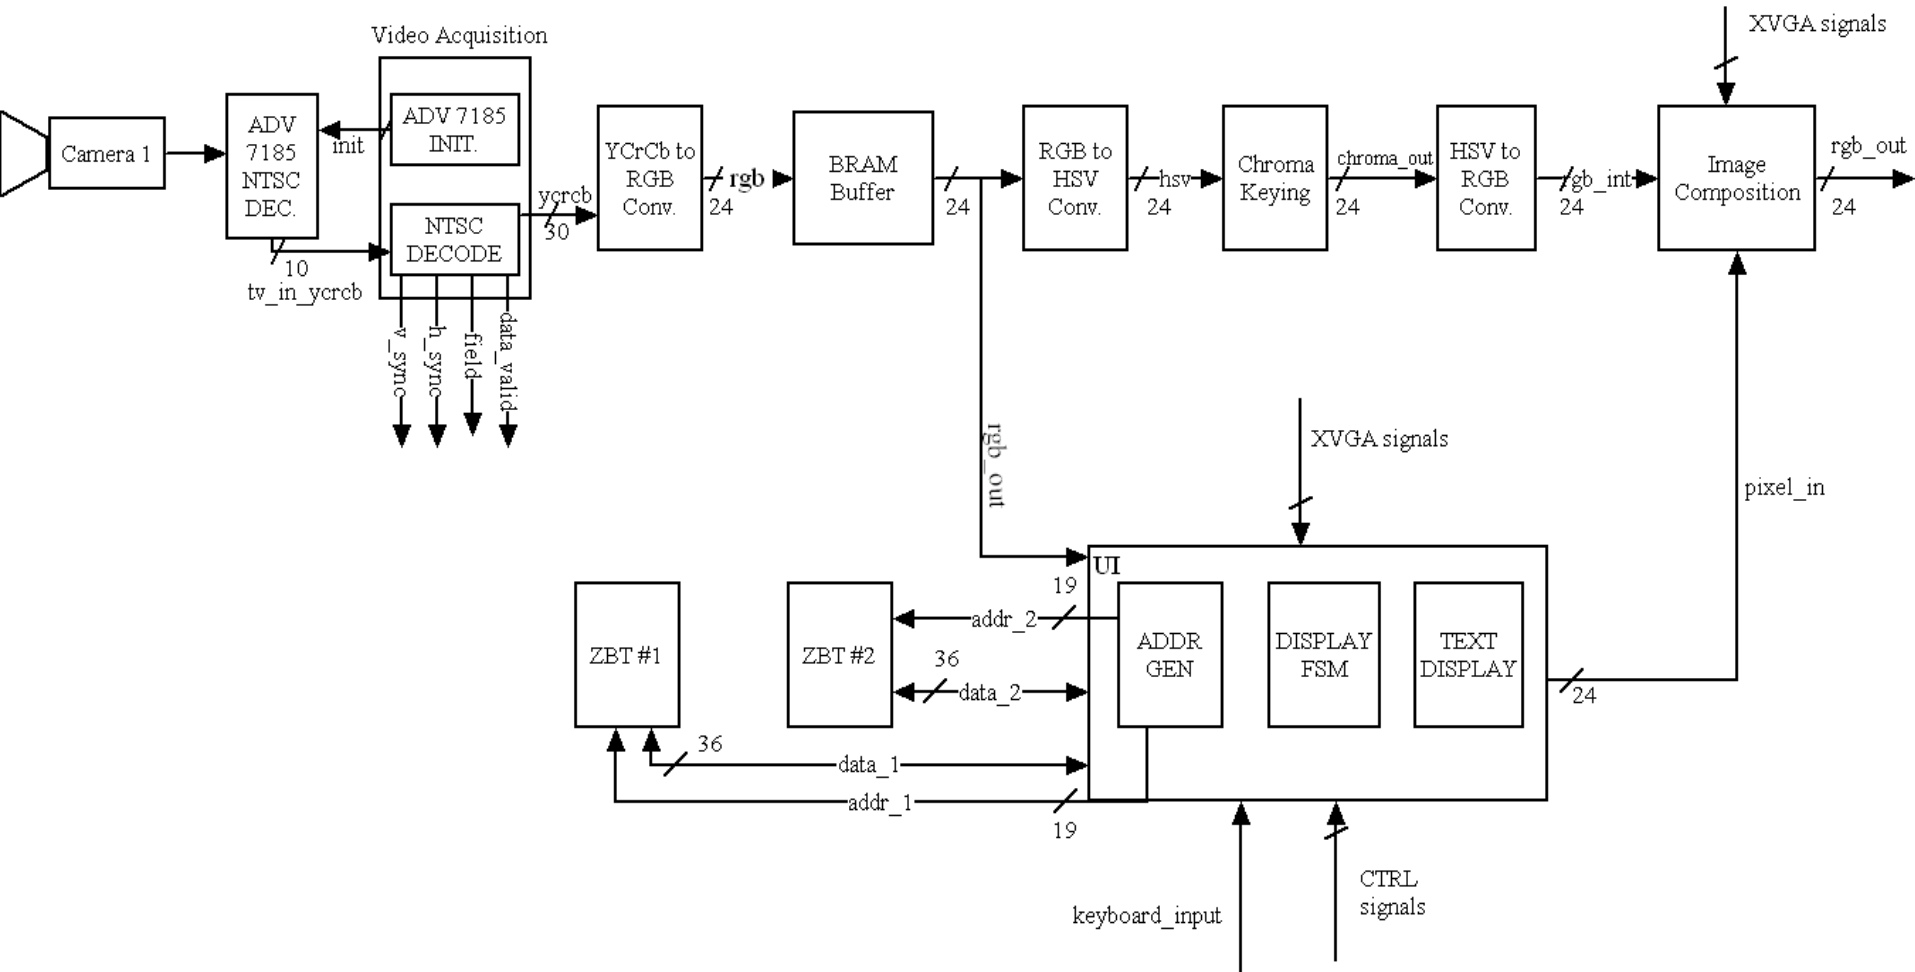 XVGA signals
Video Acquisition
ADV
7185
NTSC
DEC.
ADV 7185
INIT.
init
Camera 1
YCrCb to
RGB
Conv.
rgb
24
BRAM
Buffer
24
RGB to
HSV
Conv.
hsv
24
Chroma
Keying
chroma_out
24
HSV to
RGB
Conv.
rgb_int
24
Image
Composition
rgb_out
24
ycrcb
30
NTSC
DECODE
10
tv_in_ycrcb
v_sync
h_sync
field
data_valid
rgb_out
XVGA signals
pixel_in
UI
19
addr_2
ZBT #1
ZBT #2
36
data_2
ADDR
GEN
DISPLAY
FSM
TEXT
DISPLAY
24
36
data_1
addr_1
19
CTRL
signals
keyboard_input